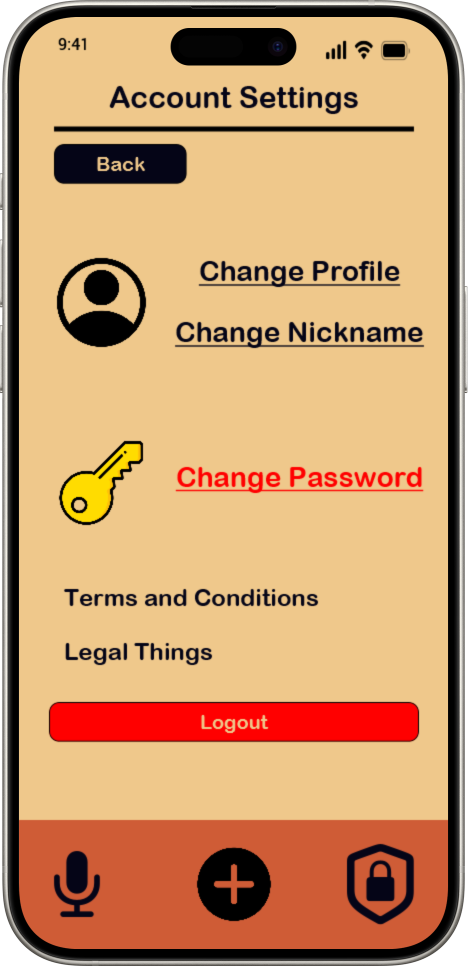 9:41
Account Settings
Back
Change Profile
Change Nickname
Change Password
Terms and Conditions
Legal Things
Logout